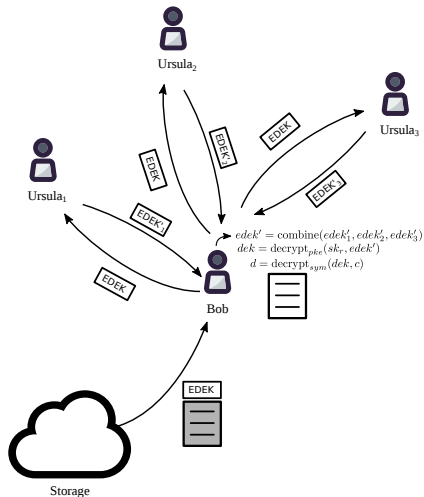 Ursula₂
Ursula₃
EDEK
EDEK
EDEK'₂
EDEK'₃
Ursula₁
EDEK'₁
edek' = combine(edek'₁, edek'₂, edek'₃)
dek = decryptₚₖₑ(skᵣ, edek')
d = decrypt_sym(dek, c)
EDEK
Bob
EDEK
Storage